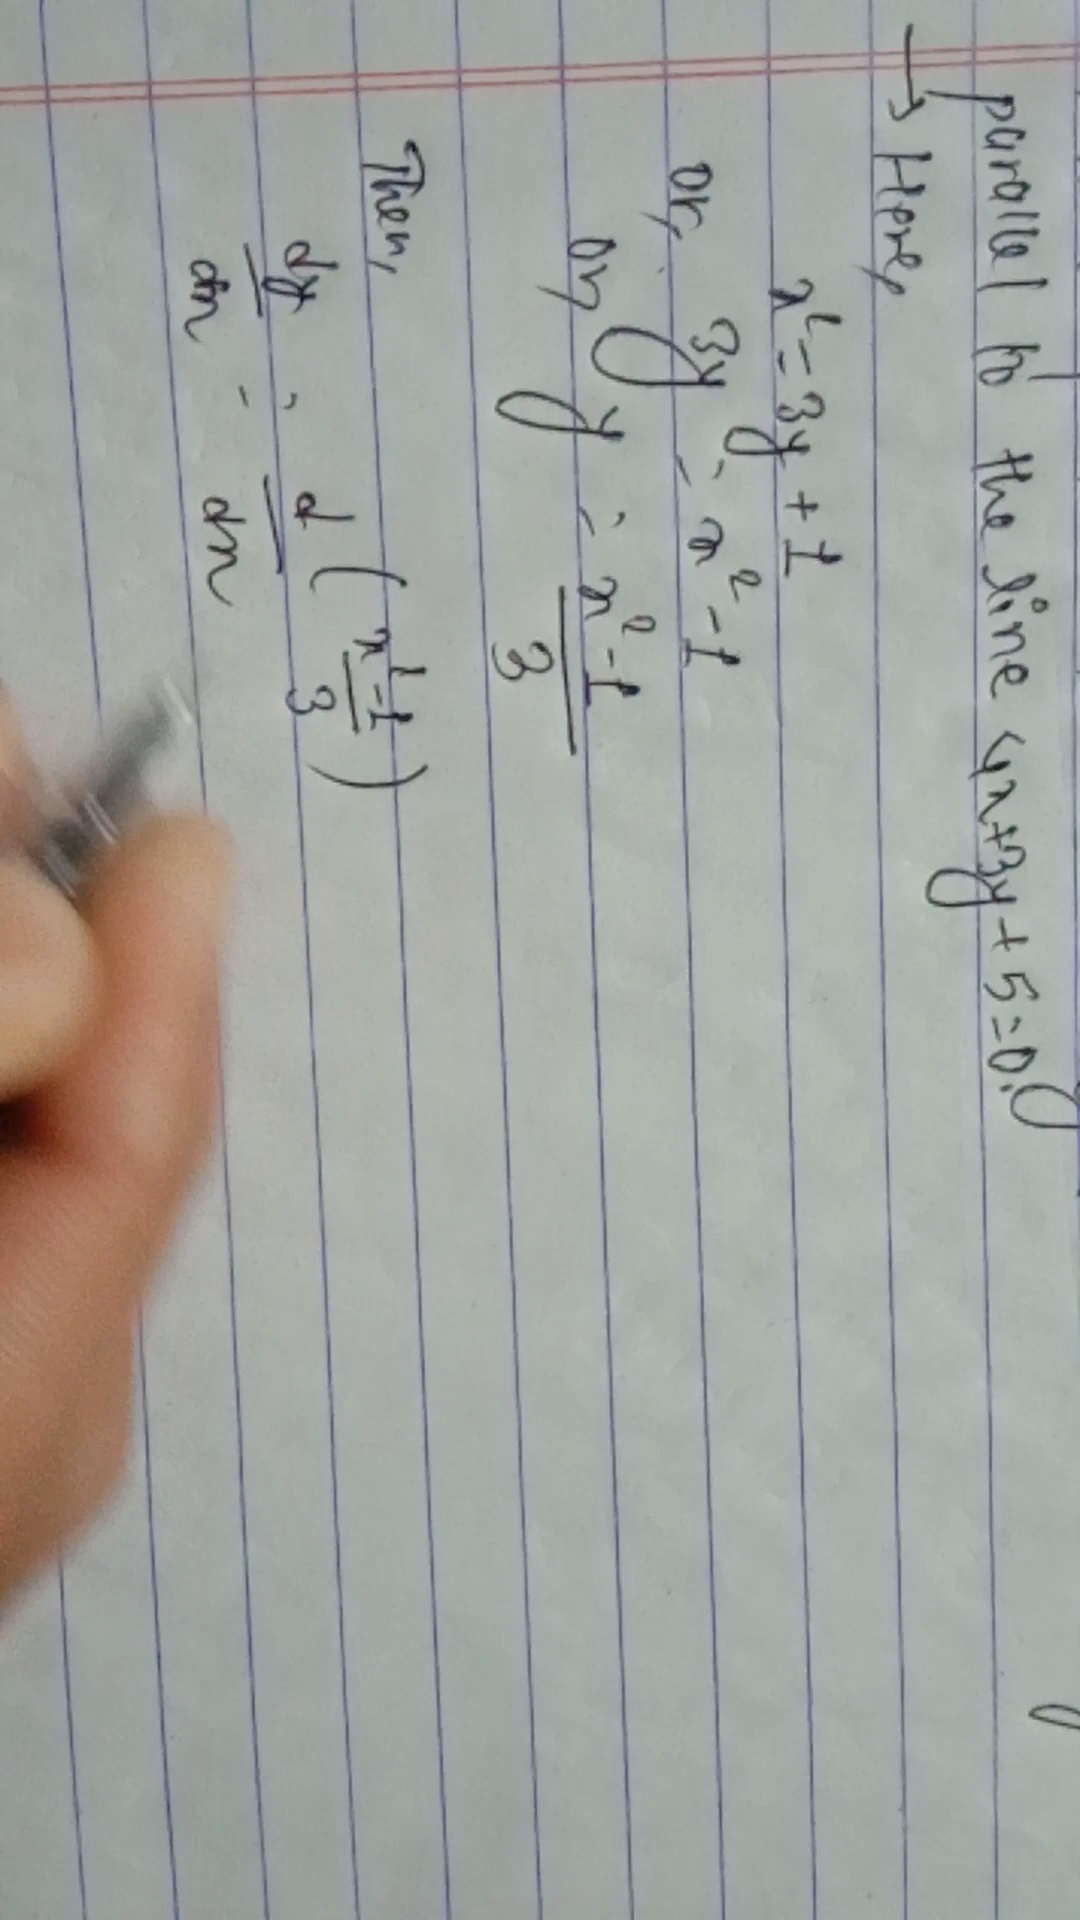 parallel to the line 4x+3y+5=0.
→ Here,
x² = 3y + 1
or, 3y = x² - 1
or, y = x² - 1 / 3
Then,
dy/dx = d/dx (x² - 1 / 3)